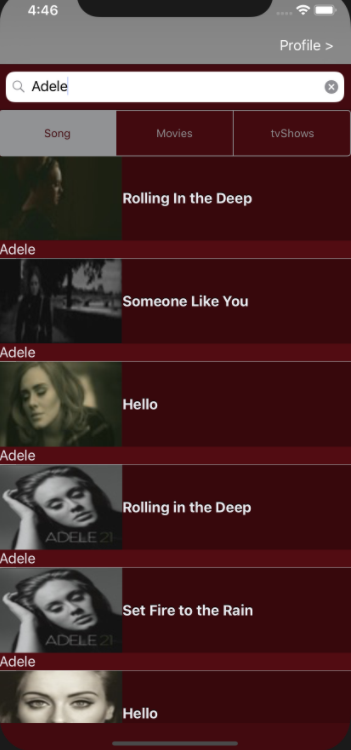 4:46
Profile >
Adele
Song Movies tvShows
Rolling In the Deep
Adele
Someone Like You
Adele
Hello
Adele
Rolling in the Deep
ADELE 21
Adele
Set Fire to the Rain
ADELE 21
Adele
Hello